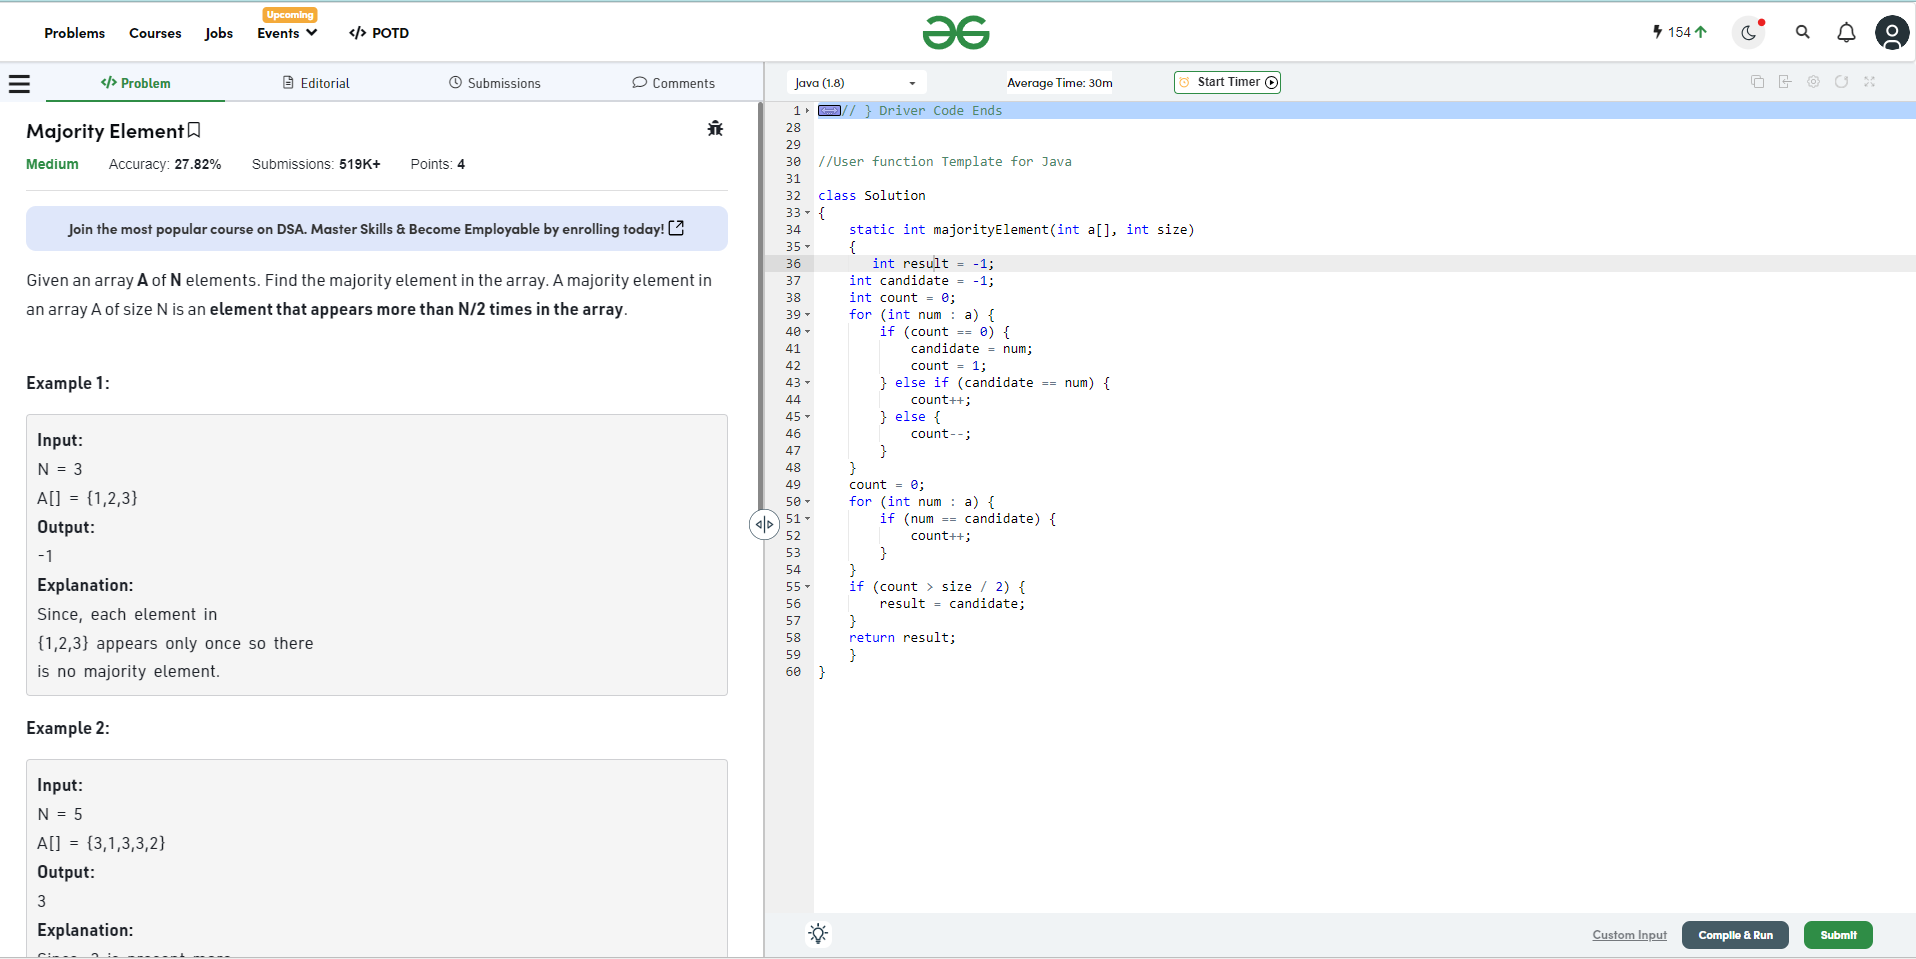 Problems Courses Jobs Upcoming Events </> POTD 154
</> Problem Editorial Submissions Comments
Majority Element
Medium Accuracy: 27.82% Submissions: 519K+ Points: 4
Join the most popular course on DSA. Master Skills & Become Employable by enrolling today!
Given an array A of N elements. Find the majority element in the array. A majority element in
an array A of size N is an element that appears more than N/2 times in the array.
Example 1:
Input:
N = 3
A[] = {1,2,3}
Output:
-1
Explanation:
Since, each element in
{1,2,3} appears only once so there
is no majority element.
Example 2:
Input:
N = 5
A[] = {3,1,3,3,2}
Output:
3
Explanation:
Java (1.8) Average Time: 30m Start Timer
1 // } Driver Code Ends
28
29
30 //User function Template for Java
31
32 class Solution
33 {
34     static int majorityElement(int a[], int size)
35     {
36        int result = -1;
37     int candidate = -1;
38     int count = 0;
39     for (int num : a) {
40         if (count == 0) {
41             candidate = num;
42             count = 1;
43         } else if (candidate == num) {
44             count++;
45         } else {
46             count--;
47         }
48     }
49     count = 0;
50     for (int num : a) {
51         if (num == candidate) {
52             count++;
53         }
54     }
55     if (count > size / 2) {
56         result = candidate;
57     }
58     return result;
59     }
60 }
Custom Input Compile & Run Submit